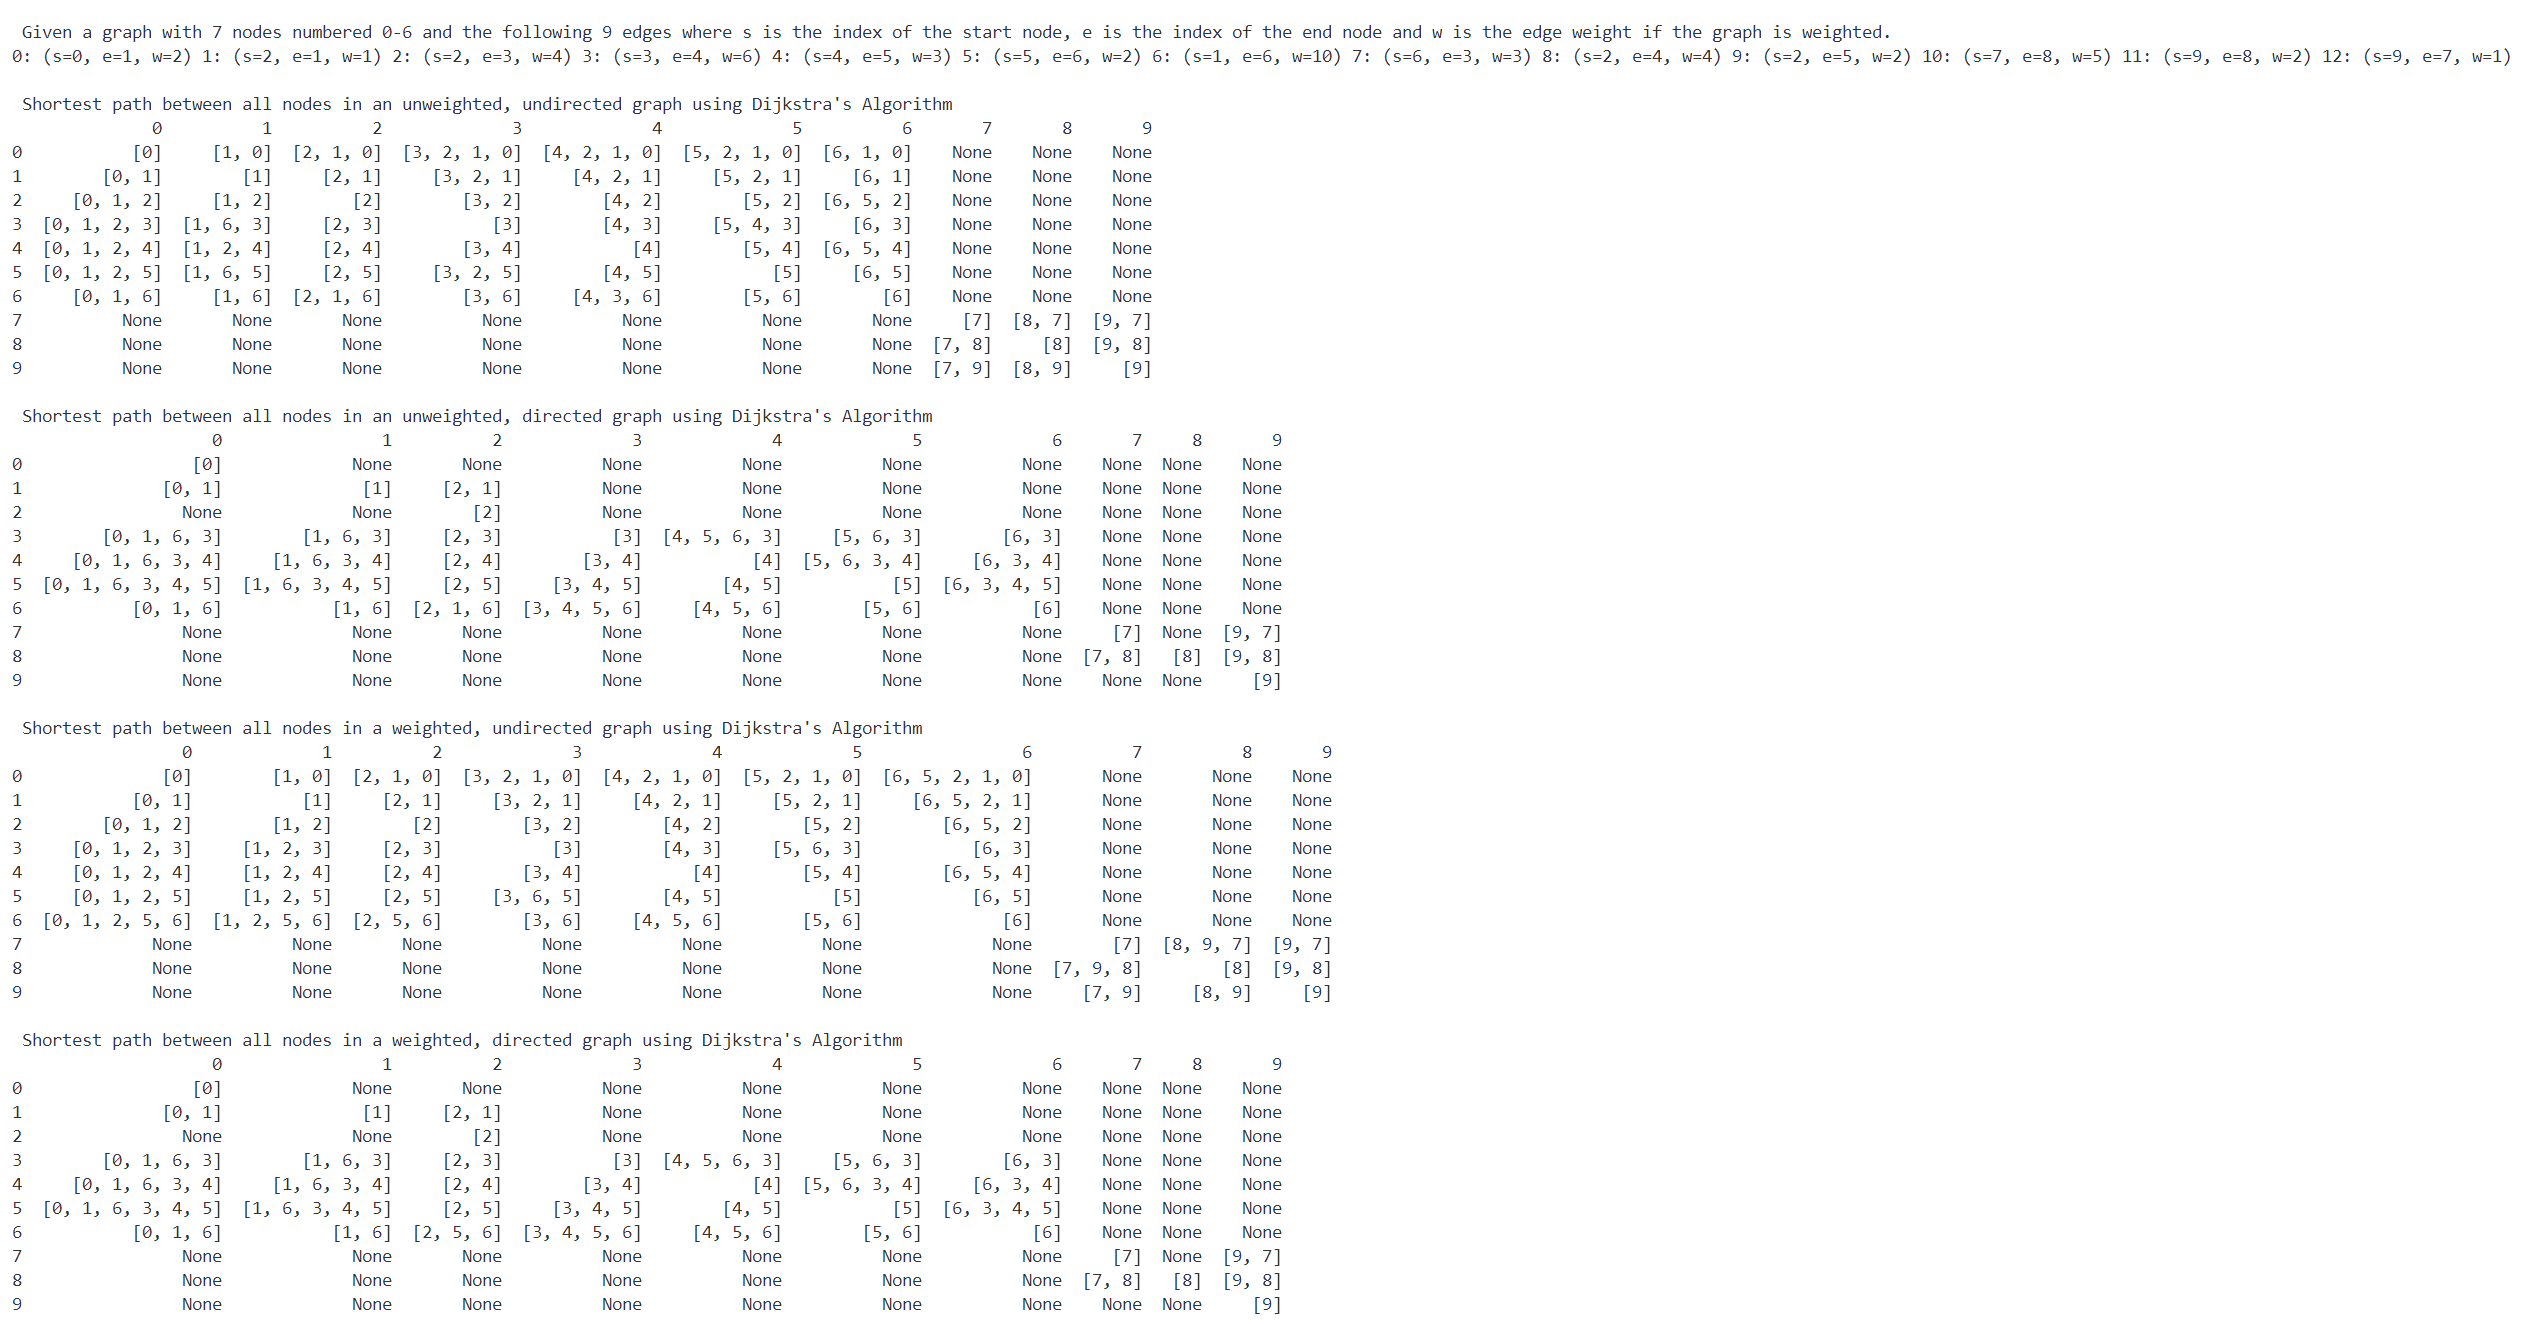 Given a graph with 7 nodes numbered 0-6 and the following 9 edges where s is the index of the start node, e is the index of the end node and w is the edge weight if the graph is weighted.
0: (s=0, e=1, w=2) 1: (s=2, e=1, w=1) 2: (s=2, e=3, w=4) 3: (s=3, e=4, w=6) 4: (s=4, e=5, w=3) 5: (s=5, e=6, w=2) 6: (s=1, e=6, w=10) 7: (s=6, e=3, w=3) 8: (s=2, e=4, w=4) 9: (s=2, e=5, w=2) 10: (s=7, e=8, w=5) 11: (s=9, e=8, w=2) 12: (s=9, e=7, w=1)
Shortest path between all nodes in an unweighted, undirected graph using Dijkstra's Algorithm
0 1 2 3 4 5 6 7 8 9
0 [0] [1, 0] [2, 1, 0] [3, 2, 1, 0] [4, 2, 1, 0] [5, 2, 1, 0] [6, 1, 0] None None None
1 [0, 1] [1] [2, 1] [3, 2, 1] [4, 2, 1] [5, 2, 1] [6, 1] None None None
2 [0, 1, 2] [1, 2] [2] [3, 2] [4, 2] [5, 2] [6, 5, 2] None None None
3 [0, 1, 2, 3] [1, 6, 3] [2, 3] [3] [4, 3] [5, 4, 3] [6, 3] None None None
4 [0, 1, 2, 4] [1, 2, 4] [2, 4] [3, 4] [4] [5, 4] [6, 5, 4] None None None
5 [0, 1, 2, 5] [1, 6, 5] [2, 5] [3, 2, 5] [4, 5] [5] [6, 5] None None None
6 [0, 1, 6] [1, 6] [2, 1, 6] [3, 6] [4, 3, 6] [5, 6] [6] None None None
7 None None None None None None None [7] [8, 7] [9, 7]
8 None None None None None None None [7, 8] [8] [9, 8]
9 None None None None None None None [7, 9] [8, 9] [9]
Shortest path between all nodes in an unweighted, directed graph using Dijkstra's Algorithm
0 1 2 3 4 5 6 7 8 9
0 [0] None None None None None None None None None
1 [0, 1] [1] [2, 1] None None None None None None None
2 None None [2] None None None None None None None
3 [0, 1, 6, 3] [1, 6, 3] [2, 3] [3] [4, 5, 6, 3] [5, 6, 3] [6, 3] None None None
4 [0, 1, 6, 3, 4] [1, 6, 3, 4] [2, 4] [3, 4] [4] [5, 6, 3, 4] [6, 3, 4] None None None
5 [0, 1, 6, 3, 4, 5] [1, 6, 3, 4, 5] [2, 5] [3, 4, 5] [4, 5] [5] [6, 3, 4, 5] None None None
6 [0, 1, 6] [1, 6] [2, 1, 6] [3, 4, 5, 6] [4, 5, 6] [5, 6] [6] None None None
7 None None None None None None None [7] None [9, 7]
8 None None None None None None None [7, 8] [8] [9, 8]
9 None None None None None None None None None [9]
Shortest path between all nodes in a weighted, undirected graph using Dijkstra's Algorithm
0 1 2 3 4 5 6 7 8 9
0 [0] [1, 0] [2, 1, 0] [3, 2, 1, 0] [4, 2, 1, 0] [5, 2, 1, 0] [6, 5, 2, 1, 0] None None None
1 [0, 1] [1] [2, 1] [3, 2, 1] [4, 2, 1] [5, 2, 1] [6, 5, 2, 1] None None None
2 [0, 1, 2] [1, 2] [2] [3, 2] [4, 2] [5, 2] [6, 5, 2] None None None
3 [0, 1, 2, 3] [1, 2, 3] [2, 3] [3] [4, 3] [5, 6, 3] [6, 3] None None None
4 [0, 1, 2, 4] [1, 2, 4] [2, 4] [3, 4] [4] [5, 4] [6, 5, 4] None None None
5 [0, 1, 2, 5] [1, 2, 5] [2, 5] [3, 6, 5] [4, 5] [5] [6, 5] None None None
6 [0, 1, 2, 5, 6] [1, 2, 5, 6] [2, 5, 6] [3, 6] [4, 5, 6] [5, 6] [6] None None None
7 None None None None None None None [7] [8, 9, 7] [9, 7]
8 None None None None None None None [7, 9, 8] [8] [9, 8]
9 None None None None None None None [7, 9] [8, 9] [9]
Shortest path between all nodes in a weighted, directed graph using Dijkstra's Algorithm
0 1 2 3 4 5 6 7 8 9
0 [0] None None None None None None None None None
1 [0, 1] [1] [2, 1] None None None None None None None
2 None None [2] None None None None None None None
3 [0, 1, 6, 3] [1, 6, 3] [2, 3] [3] [4, 5, 6, 3] [5, 6, 3] [6, 3] None None None
4 [0, 1, 6, 3, 4] [1, 6, 3, 4] [2, 4] [3, 4] [4] [5, 6, 3, 4] [6, 3, 4] None None None
5 [0, 1, 6, 3, 4, 5] [1, 6, 3, 4, 5] [2, 5] [3, 4, 5] [4, 5] [5] [6, 3, 4, 5] None None None
6 [0, 1, 6] [1, 6] [2, 5, 6] [3, 4, 5, 6] [4, 5, 6] [5, 6] [6] None None None
7 None None None None None None None [7] None [9, 7]
8 None None None None None None None [7, 8] [8] [9, 8]
9 None None None None None None None None None [9]